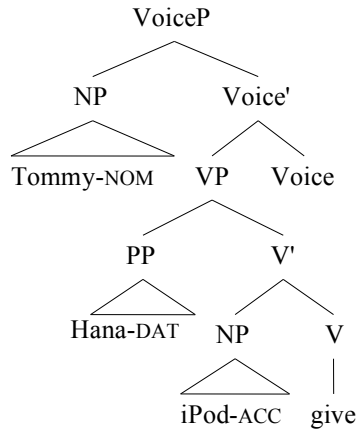 VoiceP
NP Voice'
Tommy-NOM VP Voice
PP V'
Hana-DAT NP V
iPod-ACC give